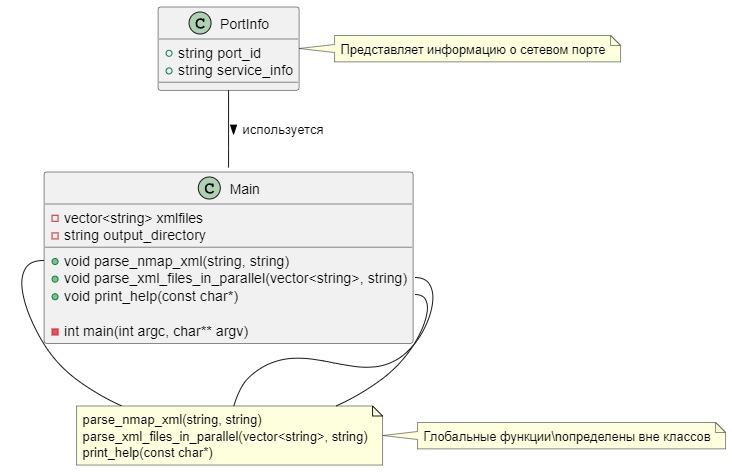 C PortInfo
string port_id
string service_info
Представляет информацию о сетевом порте
используется
C Main
vector<string> xmlfiles
string output_directory
void parse_nmap_xml(string, string)
void parse_xml_files_in_parallel(vector<string>, string)
void print_help(const char*)
int main(int argc, char** argv)
parse_nmap_xml(string, string)
parse_xml_files_in_parallel(vector<string>, string)
print_help(const char*)
Глобальные функции\nопределены вне классов